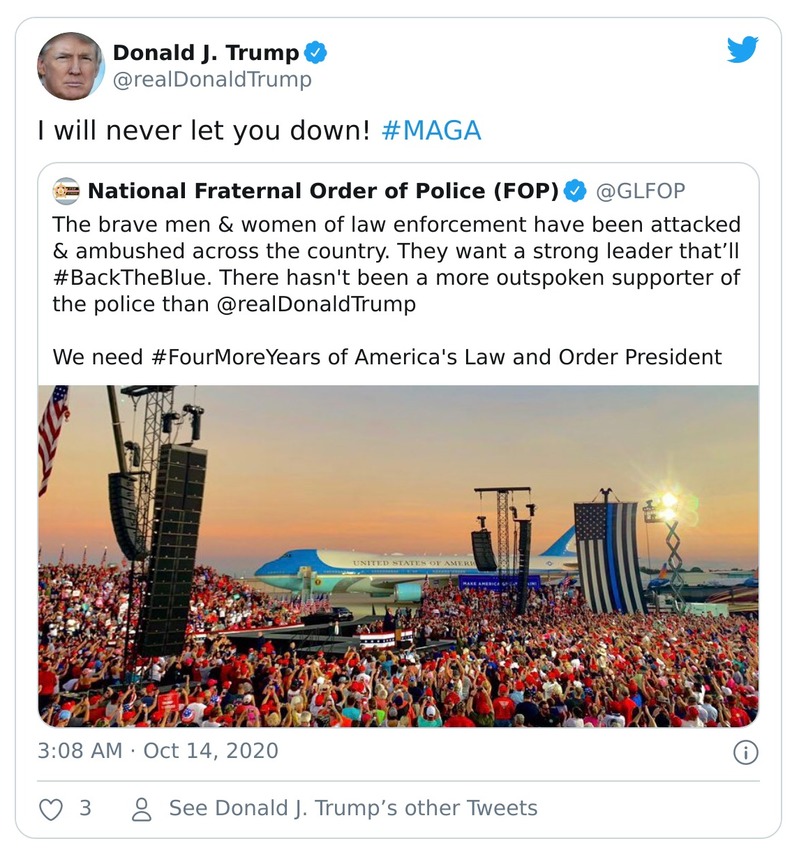 Donald J. Trump
@realDonaldTrump
I will never let you down! #MAGA
National Fraternal Order of Police (FOP) @GLFOP
The brave men & women of law enforcement have been attacked
& ambushed across the country. They want a strong leader that’ll
#BackTheBlue. There hasn't been a more outspoken supporter of
the police than @realDonaldTrump
We need #FourMoreYears of America's Law and Order President
UNITED STATES OF AMER
MAKE AMERICA
3:08 AM · Oct 14, 2020
3
See Donald J. Trump’s other Tweets